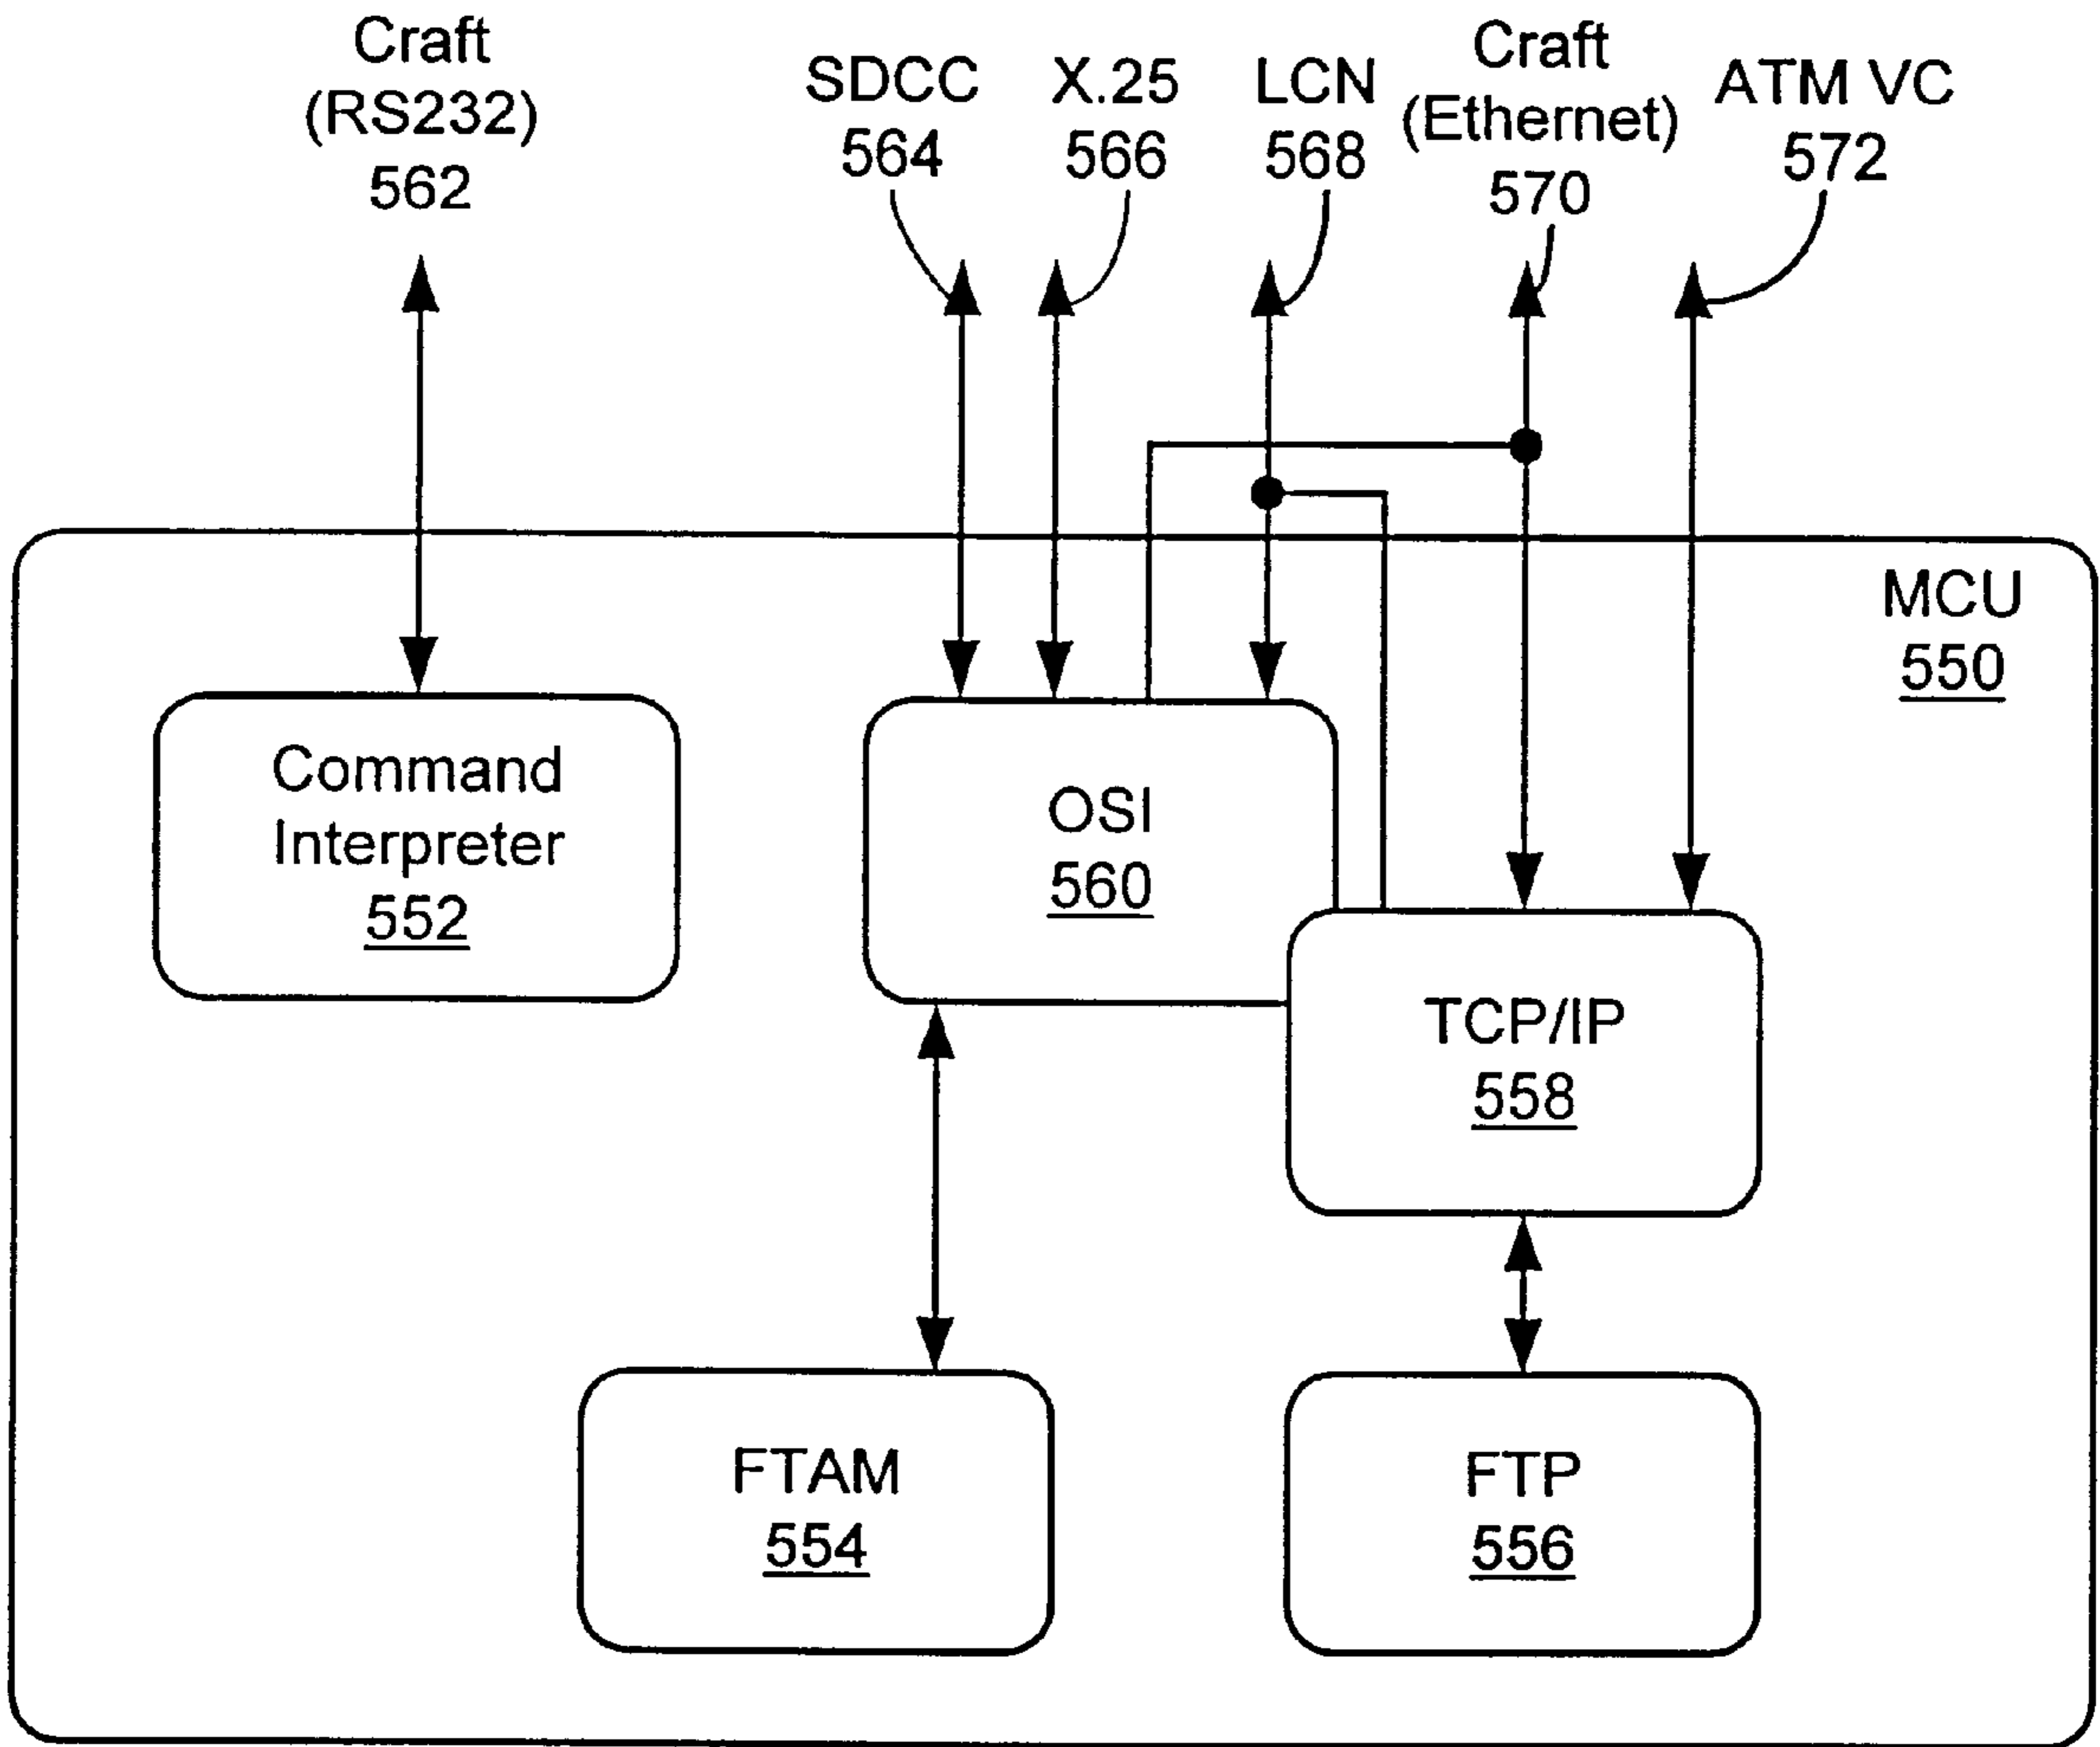 Craft
(RS232)
562
SDCC
564
X.25
566
LCN
568
Craft
(Ethernet)
570
ATM VC
572
MCU
550
Command
Interpreter
552
OSI
560
TCP/IP
558
FTAM
554
FTP
556